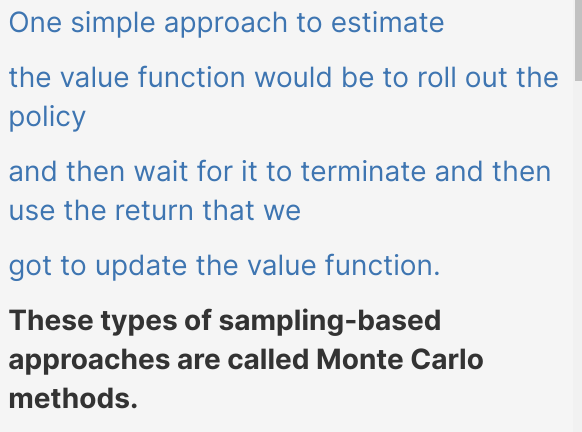 One simple approach to estimate
the value function would be to roll out the
policy
and then wait for it to terminate and then
use the return that we
got to update the value function.
These types of sampling-based
approaches are called Monte Carlo
methods.